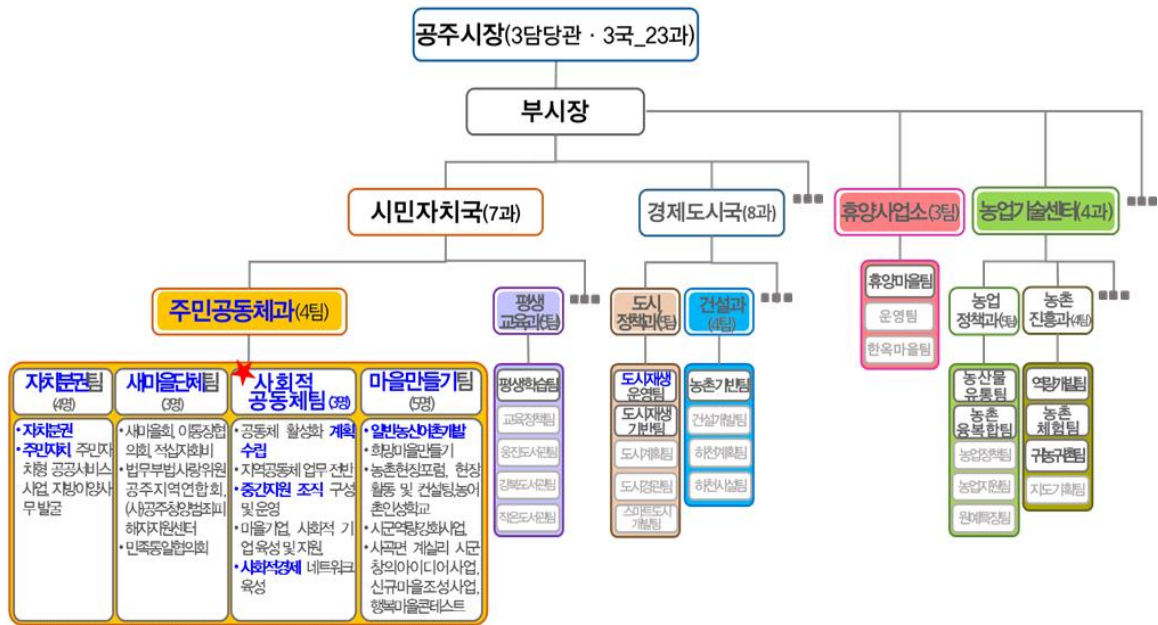 공주시장(3담당관 · 3국_23과)
부시장
시민자치국(7과)
경제도시국(8과)
휴양사업소(3팀)
농업기술센터(4과)
주민공동체과(4팀)
평생
교육과
도시
정책과
건설과
(4팀)
휴양마을팀
운영팀
한옥마을팀
농업
정책과
농촌
진흥과(4팀)
자치분권팀
(4명)
• 자치분권
• 주민자치, 주민자
치형 공공서비스
사업, 지방이양사
무 발굴
새마을단체팀
(3명)
• 새마을회, 이통장협
의회, 적십자회비
• 법무부법사랑위원
공주지역연합회,
(사)공주청양범죄피
해자지원센터
• 민족통일협의회
사회적
공동체팀(3명)
• 공동체 활성화 계획
수립
• 지역공동체 업무 전반
• 중간지원 조직 구성
및 운영
• 마을기업, 사회적 기
업 육성 및 지원
• 사회적경제 네트워크
육성
마을만들기팀
(5명)
• 일반농산어촌개발
• 희망마을만들기
• 농촌현장포럼, 현장
활동 및 컨설팅,농어
촌인성학교
• 시군역량강화사업,
• 사곡면 계실리 시군
창의아이디어사업,
신규마을조성사업,
행복마을콘테스트
평생학습팀
교육정책팀
웅진도서관팀
강북도서관팀
작은도서관팀
도시재생
운영팀
도시재생
기반팀
도시계획팀
도시경관팀
스마트도시
개발팀
농촌기반팀
건설개발팀
하천계획팀
하천시설팀
농산물
유통팀
농촌
융복합팀
농업정책팀
농업지원팀
원예특작팀
역량개발팀
농촌
체험팀
귀농귀촌팀
지도기획팀